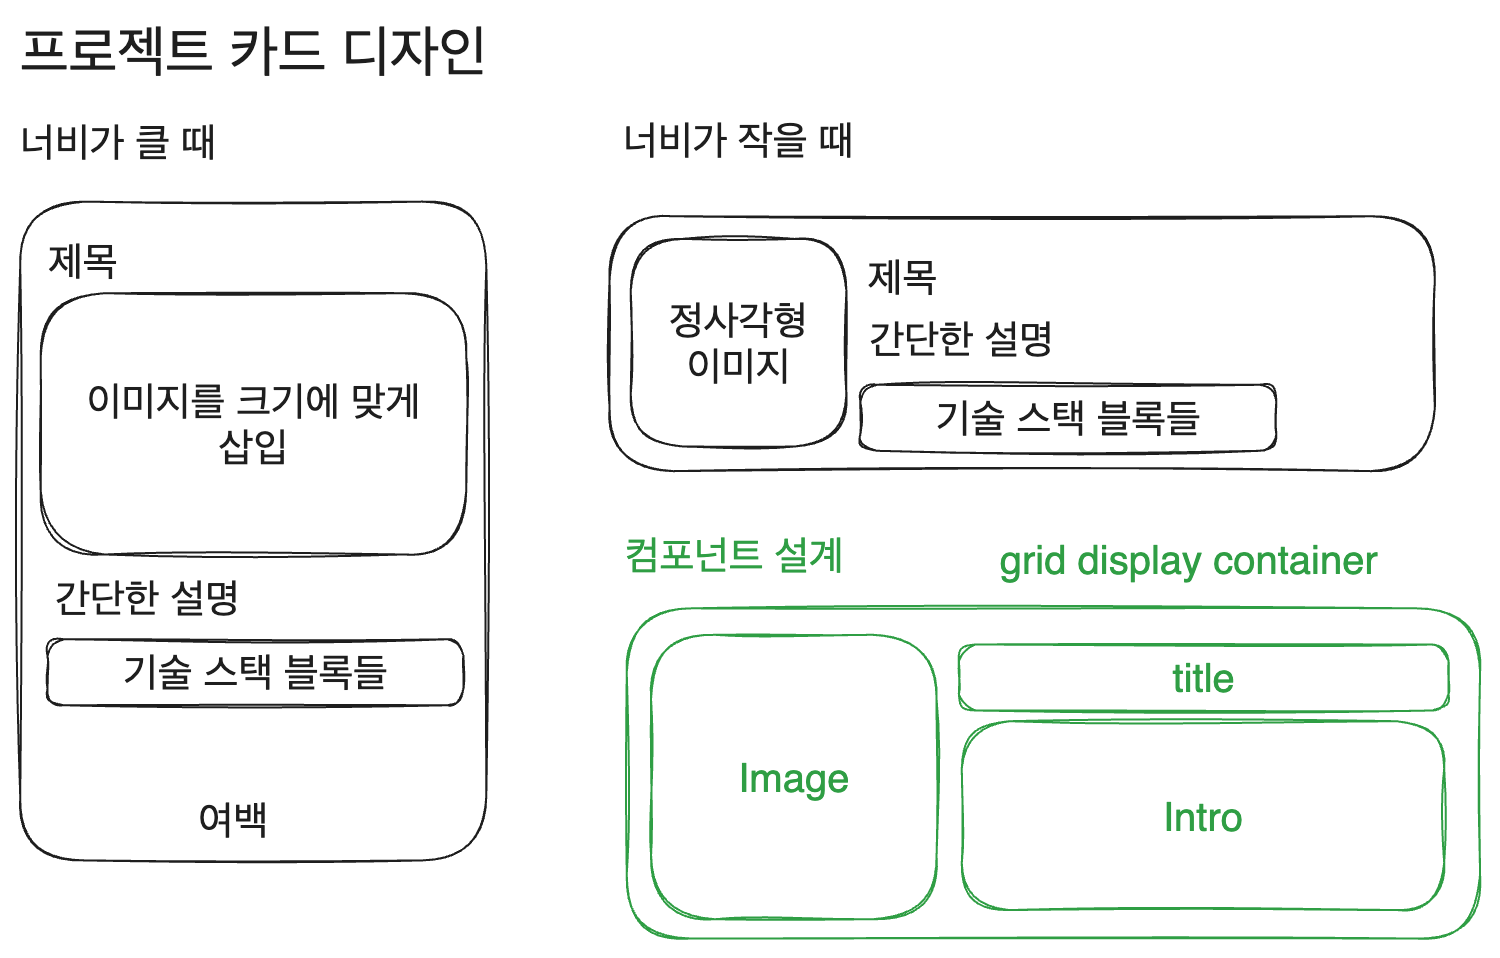 프로젝트 카드 디자인
너비가 클 때
제목
이미지를 크기에 맞게
삽입
간단한 설명
기술 스택 블록들
여백
너비가 작을 때
정사각형
이미지
제목
간단한 설명
기술 스택 블록들
컴포넌트 설계
grid display container
Image
title
Intro